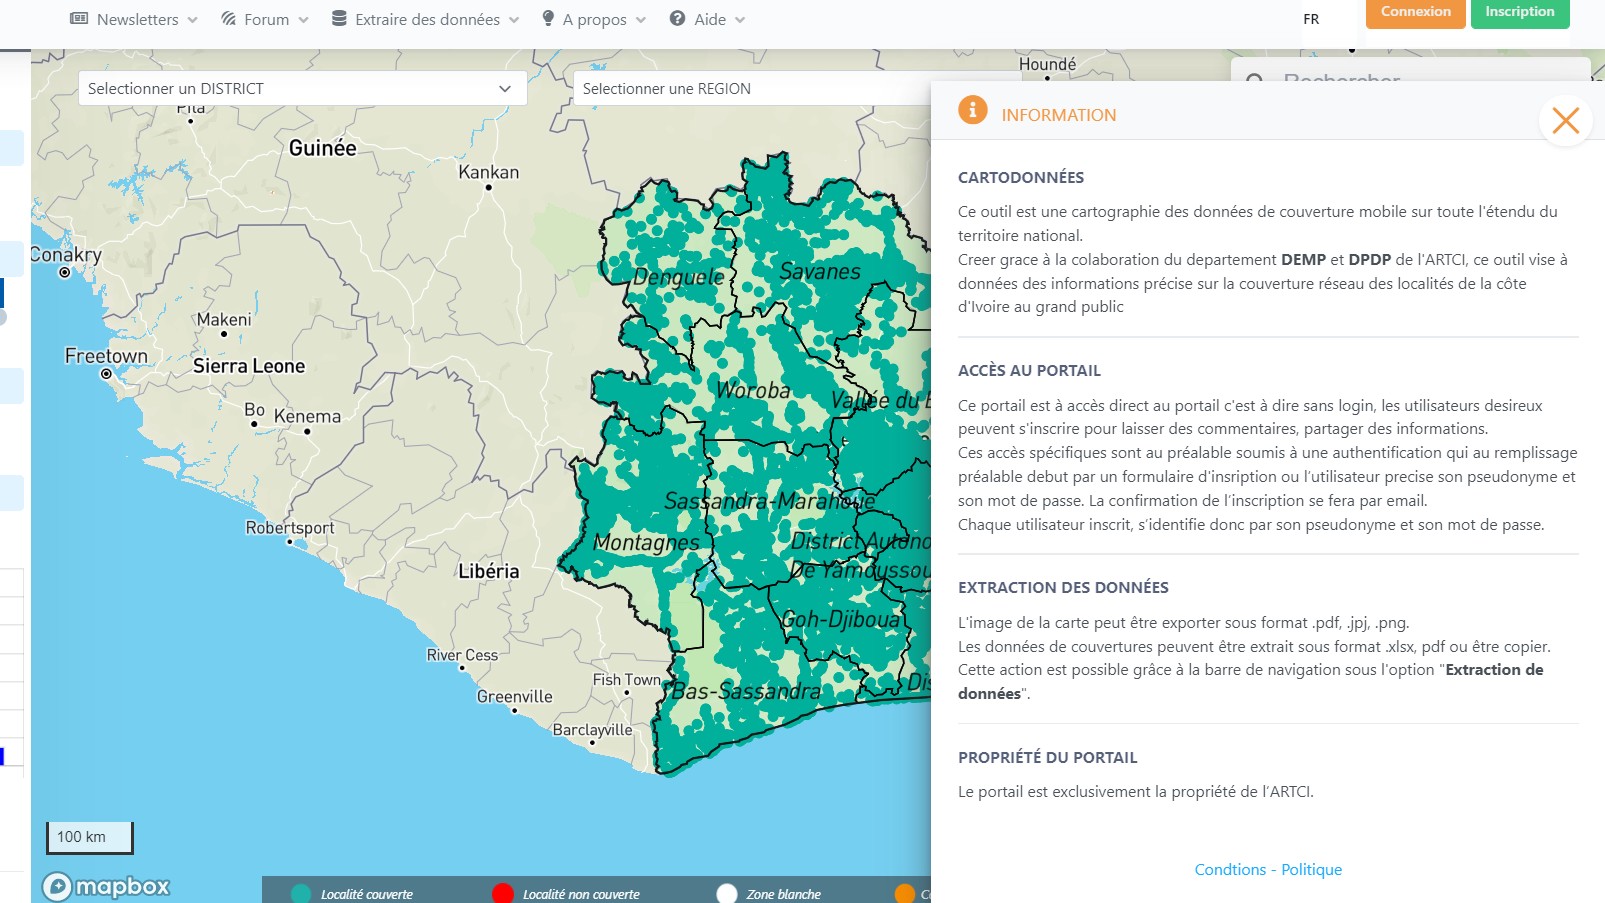 Newsletters
Forum
Extraire des données
A propos
Aide
FR
Connexion
Inscription
Selectionner un DISTRICT
Selectionner une REGION
Rechercher
Houndé
Pita
Guinée
Kankan
Conakry
Denguele
Savanes
Makeni
Freetown
Sierra Leone
Woroba
Vallée du
Bo
Kenema
Sassandra-Marahoue
Robertsport
Montagnes
District Autono
De Yamoussou
Libéria
Goh-Djiboua
River Cess
Fish Town
Bas-Sassandra
Dis
Greenville
Barclayville
100 km
mapbox
Localité couverte
Localité non couverte
Zone blanche
INFORMATION
CARTODONNÉES
Ce outil est une cartographie des données de couverture mobile sur toute l'étendu du
territoire national.
Creer grace à la colaboration du departement DEMP et DPDP de l'ARTCI, ce outil vise à
données des informations précise sur la couverture réseau des localités de la côte
d'Ivoire au grand public
ACCÈS AU PORTAIL
Ce portail est à accès direct au portail c'est à dire sans login, les utilisateurs desireux
peuvent s'inscrire pour laisser des commentaires, partager des informations.
Ces accès spécifiques sont au préalable soumis à une authentification qui au remplissage
préalable debut par un formulaire d'insription ou l’utilisateur precise son pseudonyme et
son mot de passe. La confirmation de l’inscription se fera par email.
Chaque utilisateur inscrit, s’identifie donc par son pseudonyme et son mot de passe.
EXTRACTION DES DONNÉES
L'image de la carte peut être exporter sous format .pdf, .jpj, .png.
Les données de couvertures peuvent être extrait sous format .xlsx, pdf ou être copier.
Cette action est possible grâce à la barre de navigation sous l'option "Extraction de
données".
PROPRIÉTÉ DU PORTAIL
Le portail est exclusivement la propriété de l’ARTCI.
Condtions - Politique